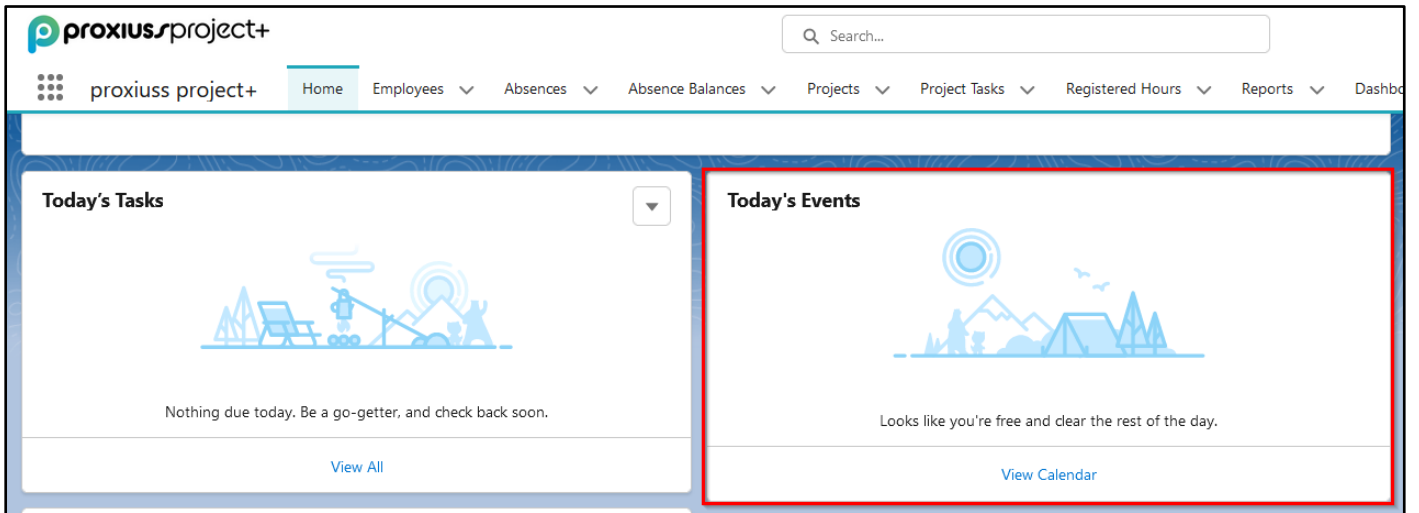 proxiussproject+
Search...
proxiuss project+ Home Employees Absences Absence Balances Projects Project Tasks Registered Hours Reports Dashbo
Today’s Tasks
Today's Events
Nothing due today. Be a go-getter, and check back soon.
Looks like you're free and clear the rest of the day.
View All
View Calendar